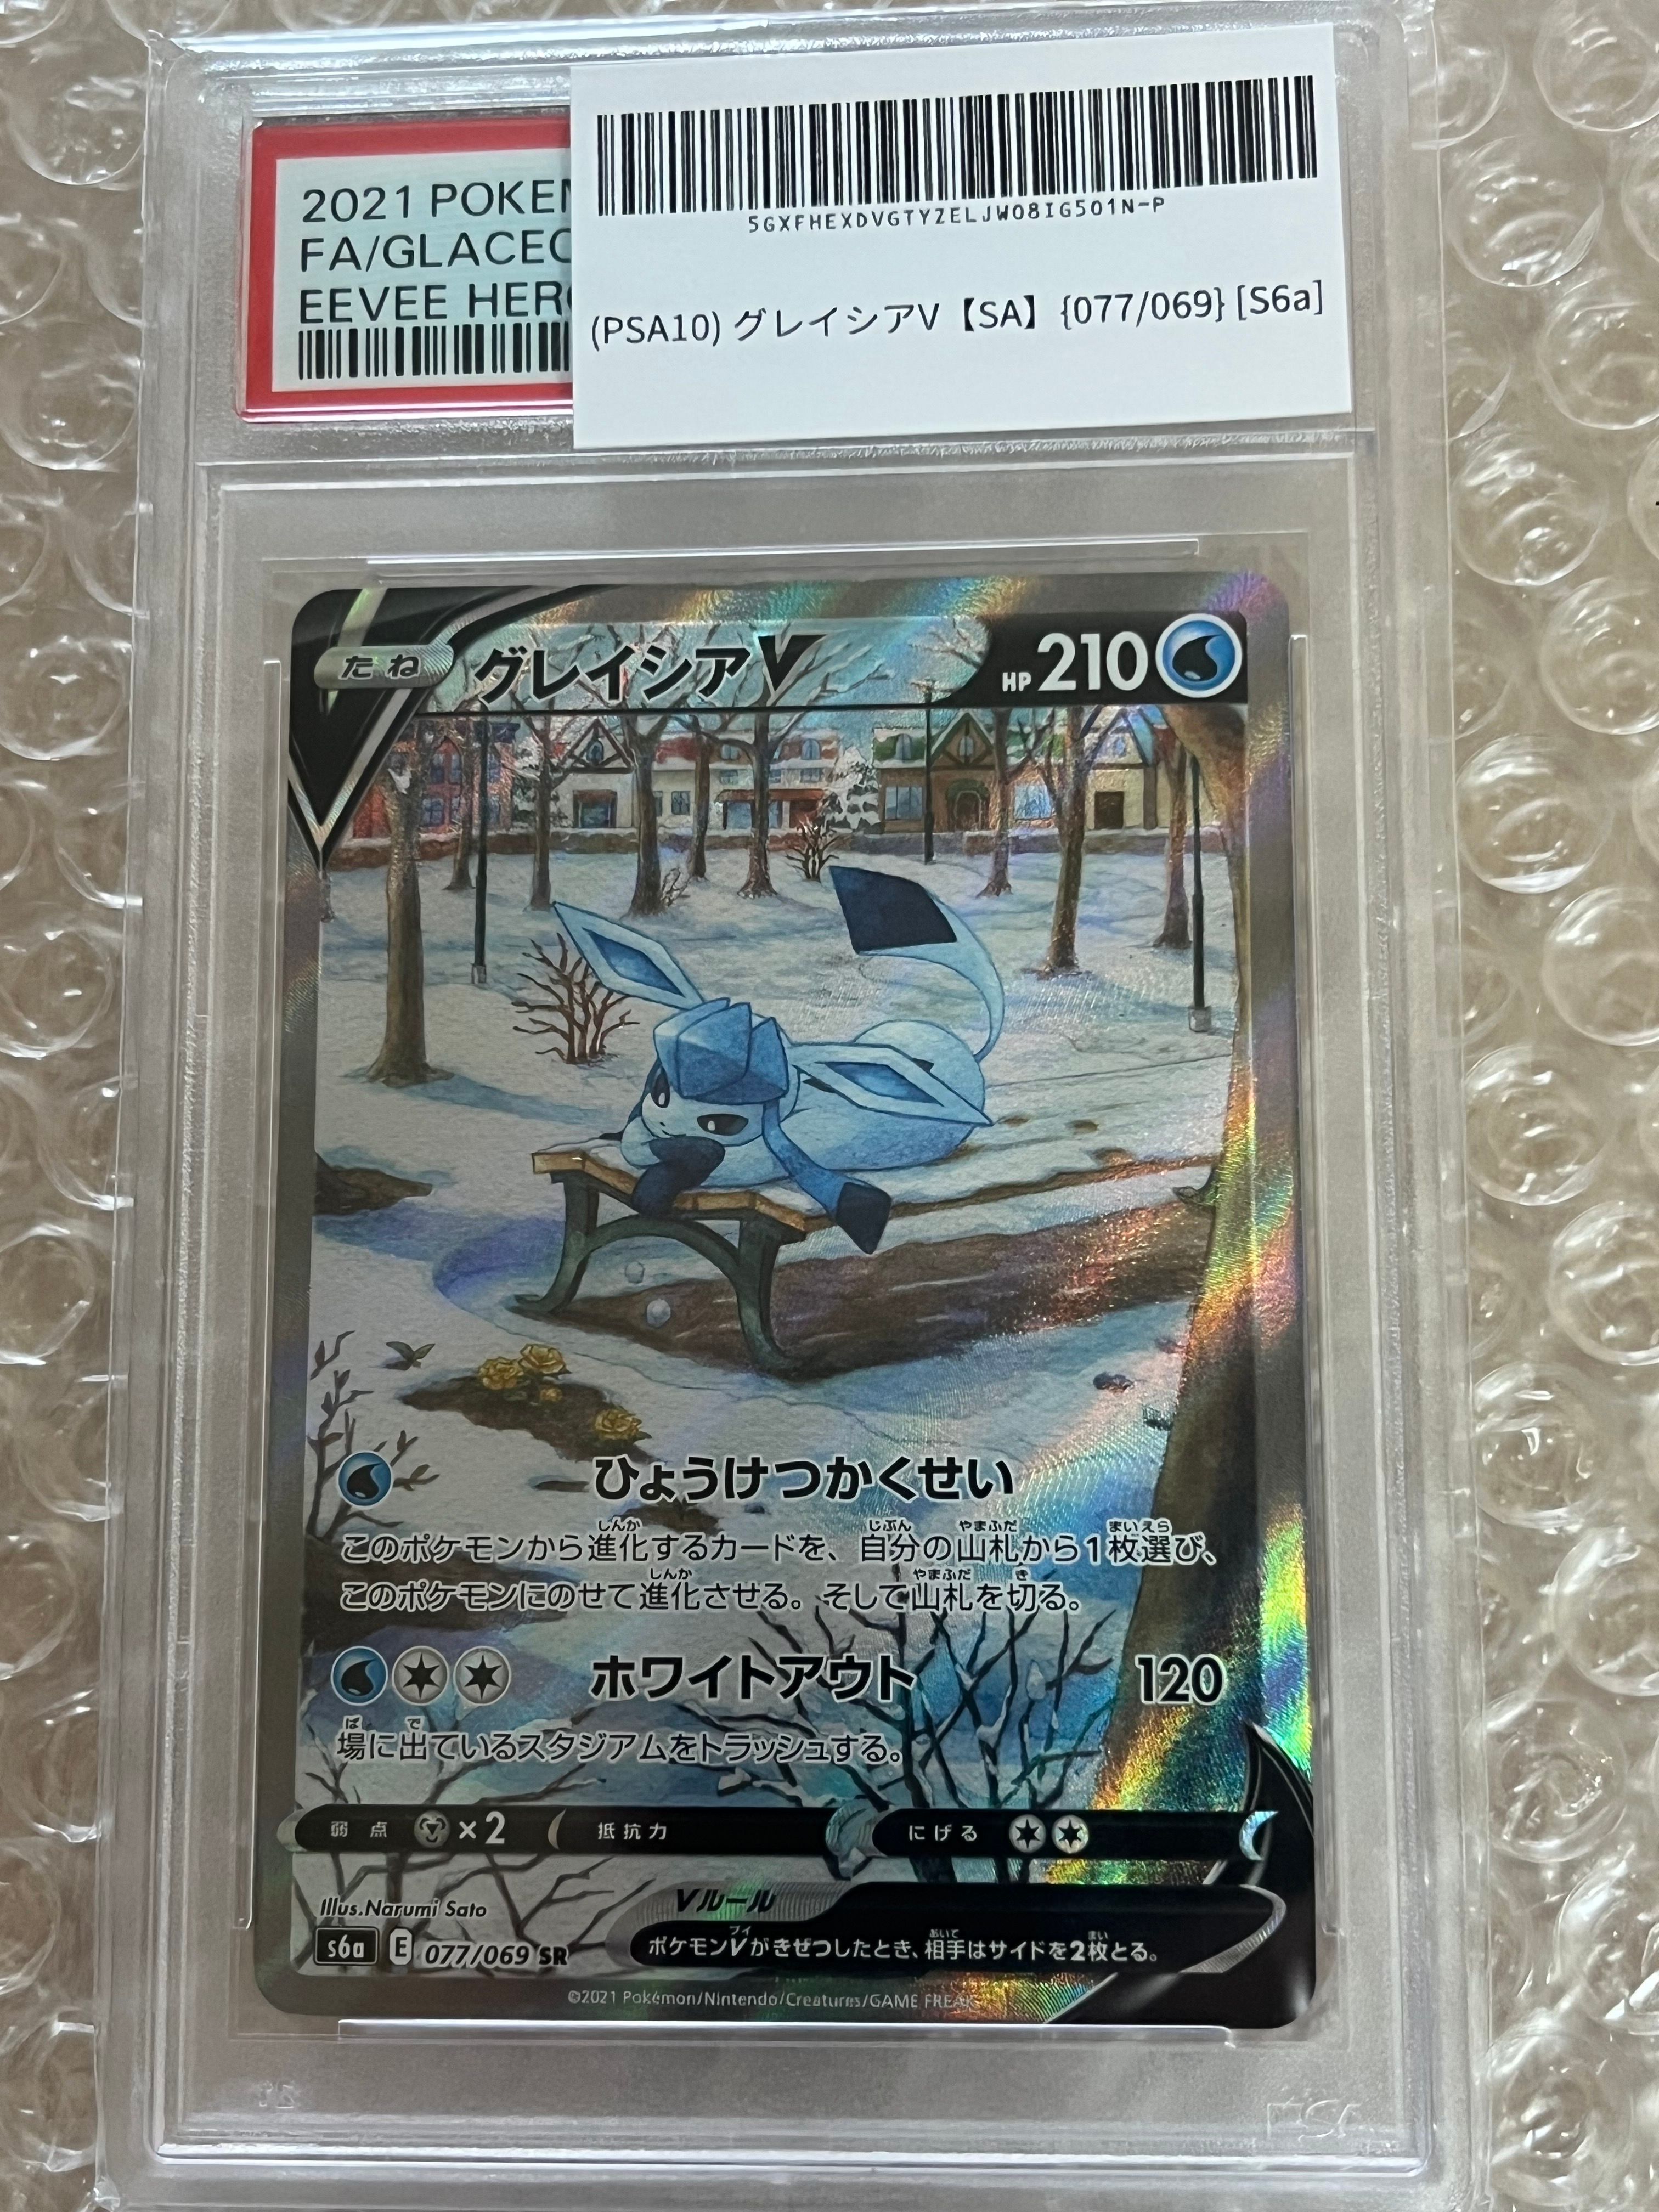 2021 POKEM
FA/GLACEO
EEVEE HERO
5GXFHEXDVGTYZELJW08IG501N-P
(PSA10) グレイシアV【SA】{077/069} [S6a]
たね グレイシアV HP 210
ひょうけつかくせい
このポケモンから進化するカードを、自分の山札から1枚選び、
このポケモンにのせて進化させる。そして山札を切る。
ホワイトアウト 120
場に出ているスタジアムをトラッシュする。
弱点 ×2 抵抗力 にげる
Illus.Narumi Sato
Vルール
s6a E 077/069 SR
ポケモンVがきぜつしたとき、相手はサイドを2枚とる。
©2021 Pokémon/Nintendo/Creatures/GAME FREAK
PSA